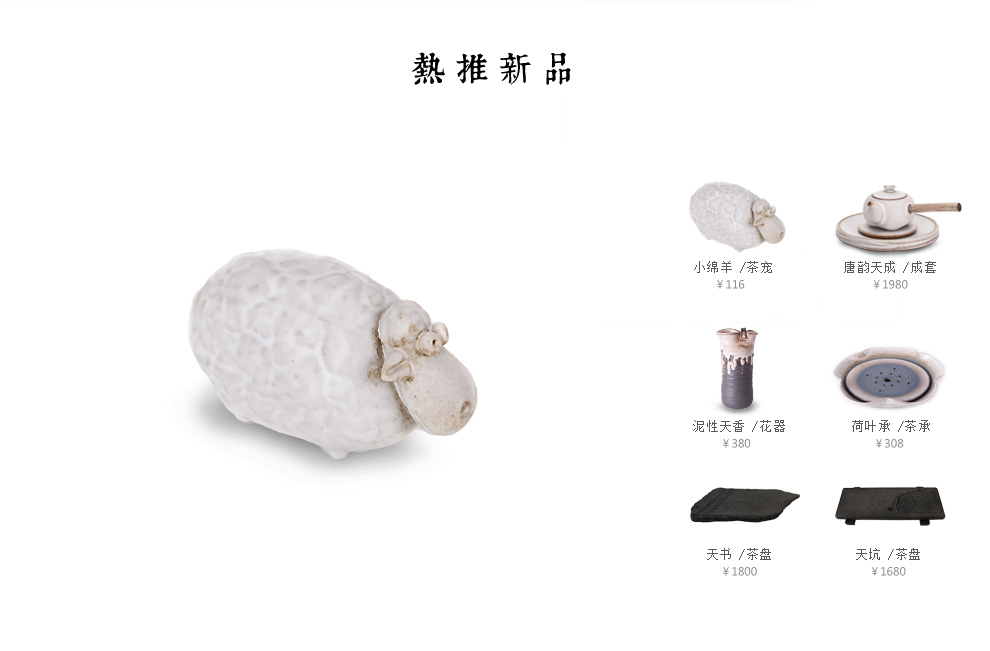 熱推新品
小绵羊 /茶宠
¥116
唐韵天成 /成套
¥1980
泥性天香 /花器
¥380
荷叶承 /茶承
¥308
天书 /茶盘
¥1800
天坑 /茶盘
¥1680